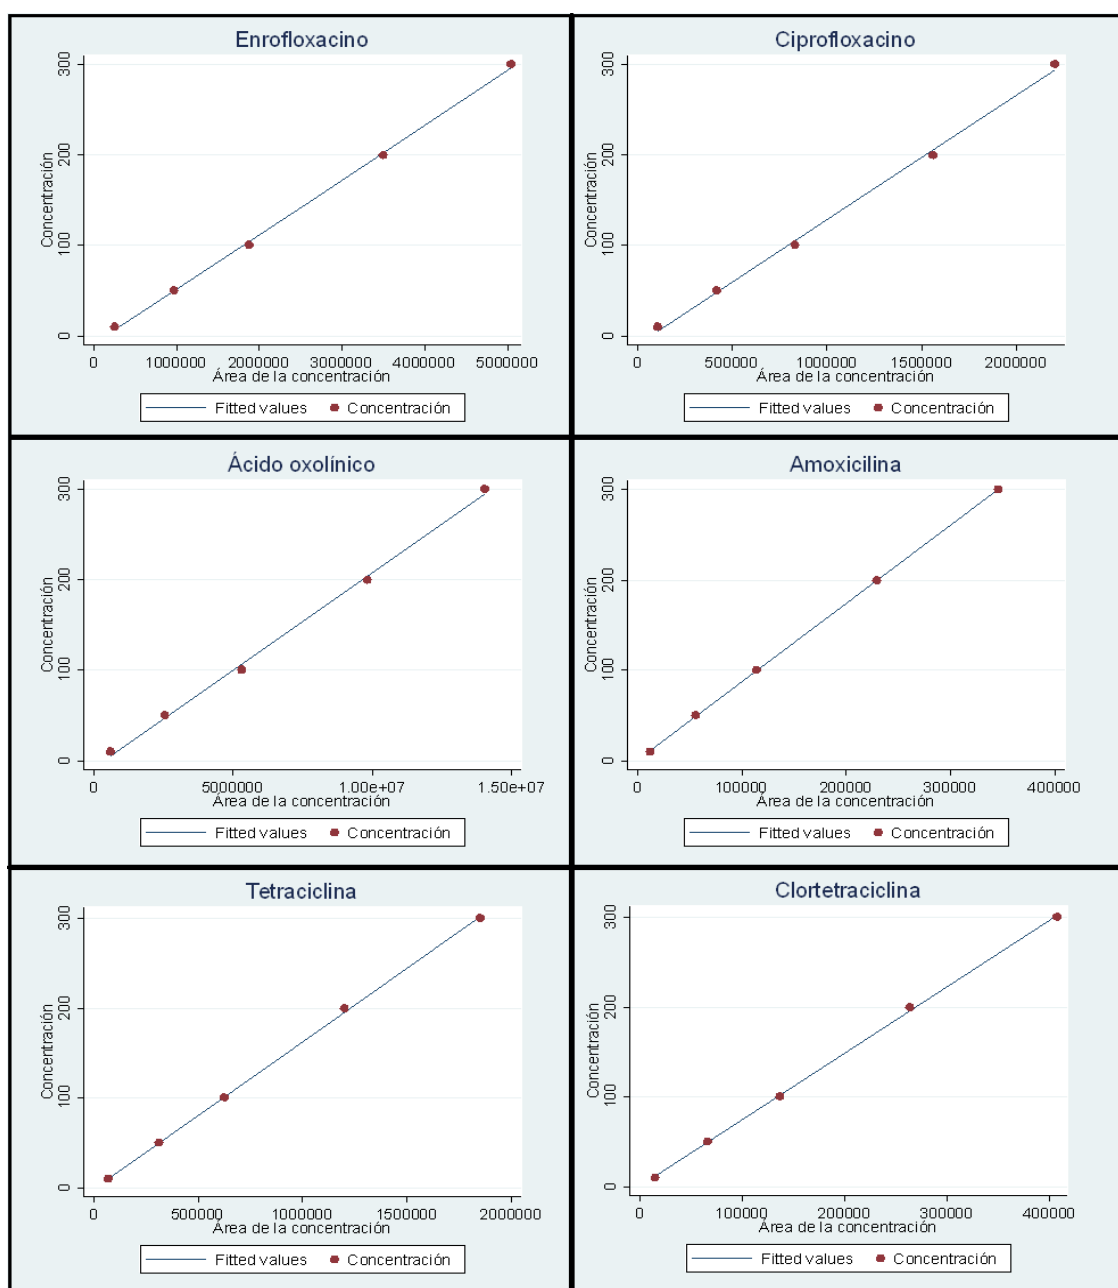 Enrofloxacino
Concentración
300
200
100
0
0 1000000 2000000 3000000 4000000 5000000
Área de la concentración
Fitted values Concentración
Ciprofloxacino
Concentración
300
200
100
0
0 500000 1000000 1500000 2000000
Área de la concentración
Fitted values Concentración
Ácido oxolínico
Concentración
300
200
100
0
0 5000000 1.00e+07 1.50e+07
Área de la concentración
Fitted values Concentración
Amoxicilina
Concentración
300
200
100
0
0 100000 200000 300000 400000
Área de la concentración
Fitted values Concentración
Tetraciclina
Concentración
300
200
100
0
0 500000 1000000 1500000 2000000
Área de la concentración
Fitted values Concentración
Clortetraciclina
Concentración
300
200
100
0
0 100000 200000 300000 400000
Área de la concentración
Fitted values Concentración